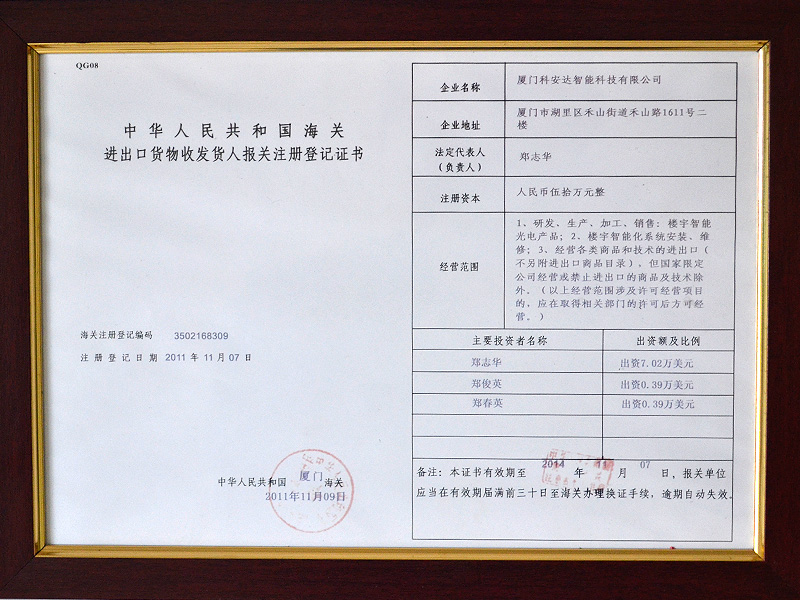 QG08
中华人民共和国海关
进出口货物收发货人报关注册登记证书
海关注册登记编码 3502168309
注册登记日期 2011 年 11 月 07 日
中华人民共和国 厦门 海关
2011年11月09日
企业名称 厦门科安达智能科技有限公司
企业地址 厦门市湖里区禾山街道禾山路1611号二
楼
法定代表人
(负责人) 郑志华
注册资本 人民币伍拾万元整
经营范围
1、研发、生产、加工、销售：楼宇智能
光电产品；2、楼宇智能化系统安装、维
修；3、经营各类商品和技术的进出口（
不另附进出口商品目录），但国家限定
公司经营或禁止进出口的商品及技术除
外。（以上经营范围涉及许可经营项目
的，应在取得相关部门的许可后方可经
营。）
主要投资者名称 出资额及比例
郑志华 出资7.02万美元
郑俊英 出资0.39万美元
郑春英 出资0.39万美元
备注：本证书有效期至 2014 年 11 月 07 日，报关单位
应当在有效期届满前三十日至海关办理换证手续，逾期自动失效。